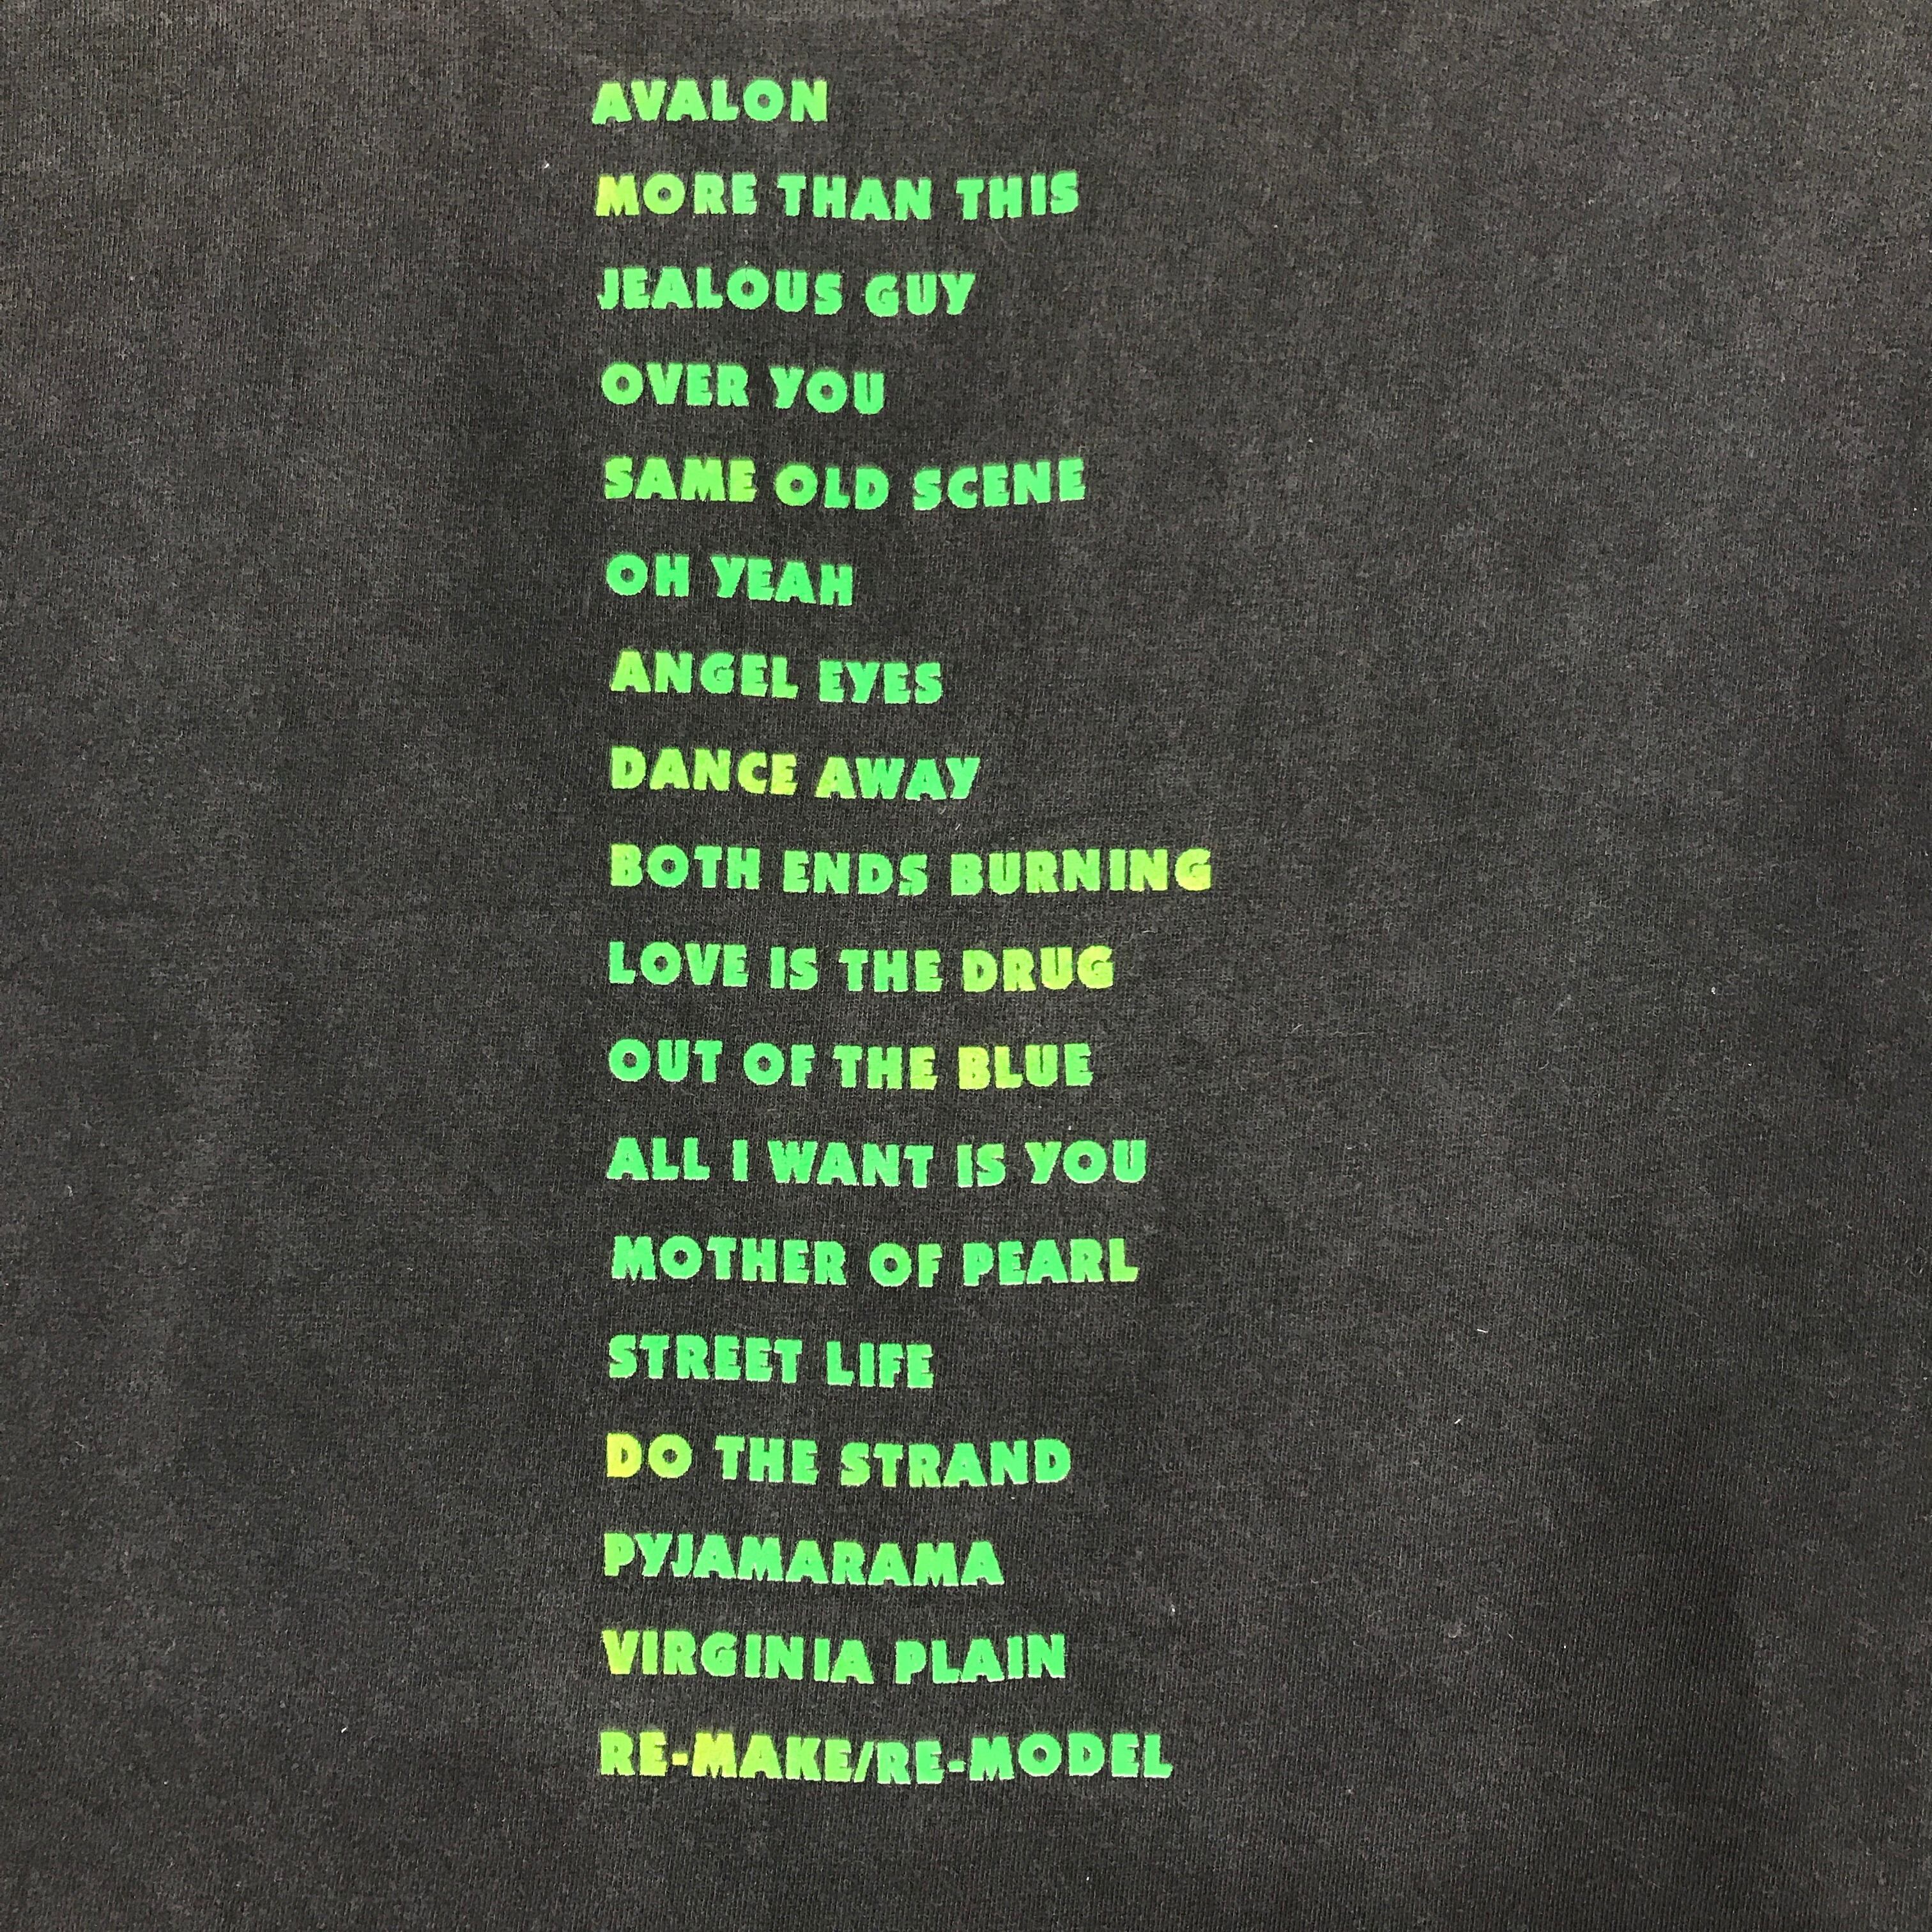 AVALON
MORE THAN THIS
JEALOUS GUY
OVER YOU
SAME OLD SCENE
OH YEAH
ANGEL EYES
DANCE AWAY
BOTH ENDS BURNING
LOVE IS THE DRUG
OUT OF THE BLUE
ALL I WANT IS YOU
MOTHER OF PEARL
STREET LIFE
DO THE STRAND
PYJAMARAMA
VIRGINIA PLAIN
RE-MAKE/RE-MODEL